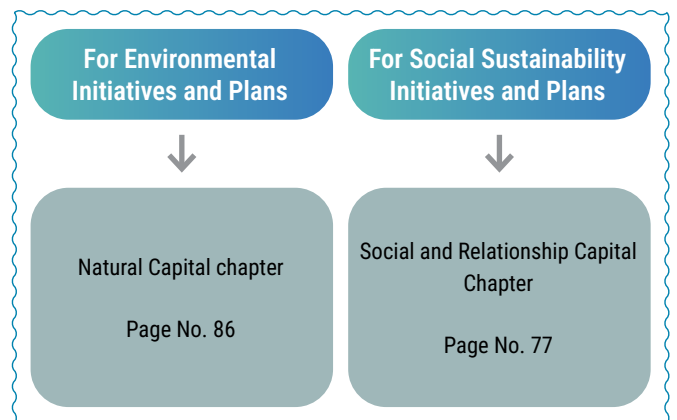 For Environmental
Initiatives and Plans
For Social Sustainability
Initiatives and Plans
Natural Capital chapter
Page No. 86
Social and Relationship Capital
Chapter
Page No. 77